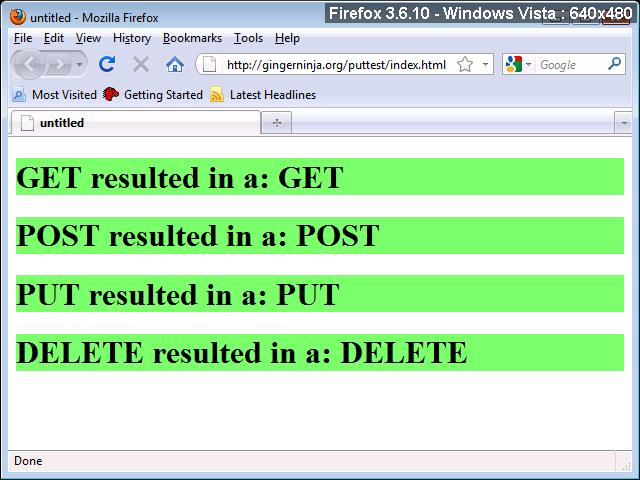 untitled - Mozilla Firefox
Firefox 3.6.10 - Windows Vista : 640x480
File Edit View History Bookmarks Tools Help
http://gingerninja.org/puttest/index.html
Google
Most Visited Getting Started Latest Headlines
untitled
GET resulted in a: GET
POST resulted in a: POST
PUT resulted in a: PUT
DELETE resulted in a: DELETE
Done